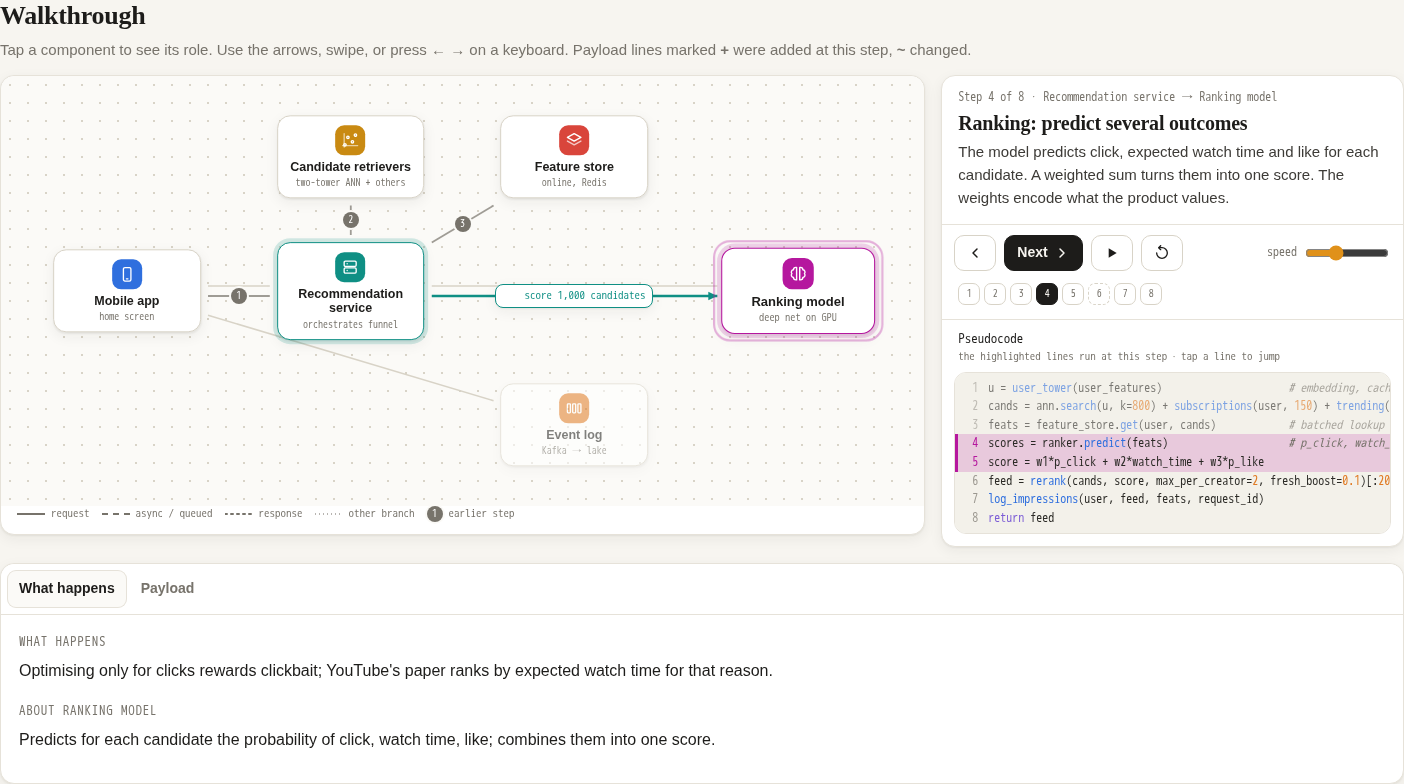 Walkthrough
Tap a component to see its role. Use the arrows, swipe, or press ← → on a keyboard. Payload lines marked + were added at this step, ~ changed.
Candidate retrievers
two-tower ANN + others
Feature store
online, Redis
2
3
Mobile app
home screen
1
Recommendation
service
orchestrates funnel
score 1,000 candidates
Ranking model
deep net on GPU
Event log
Kafka → lake
request
async / queued
response
other branch
1 earlier step
Step 4 of 8 · Recommendation service → Ranking model
Ranking: predict several outcomes
The model predicts click, expected watch time and like for each
candidate. A weighted sum turns them into one score. The
weights encode what the product values.
Next
speed
1 2 3 4 5 6 7 8
Pseudocode
the highlighted lines run at this step · tap a line to jump
1 u = user_tower(user_features) # embedding, cach
2 cands = ann.search(u, k=800) + subscriptions(user, 150) + trending(
3 feats = feature_store.get(user, cands) # batched lookup
4 scores = ranker.predict(feats) # p_click, watch_
5 score = w1*p_click + w2*watch_time + w3*p_like
6 feed = rerank(cands, score, max_per_creator=2, fresh_boost=0.1)[:20
7 log_impressions(user, feed, feats, request_id)
8 return feed
What happens
Payload
WHAT HAPPENS
Optimising only for clicks rewards clickbait; YouTube's paper ranks by expected watch time for that reason.
ABOUT RANKING MODEL
Predicts for each candidate the probability of click, watch time, like; combines them into one score.